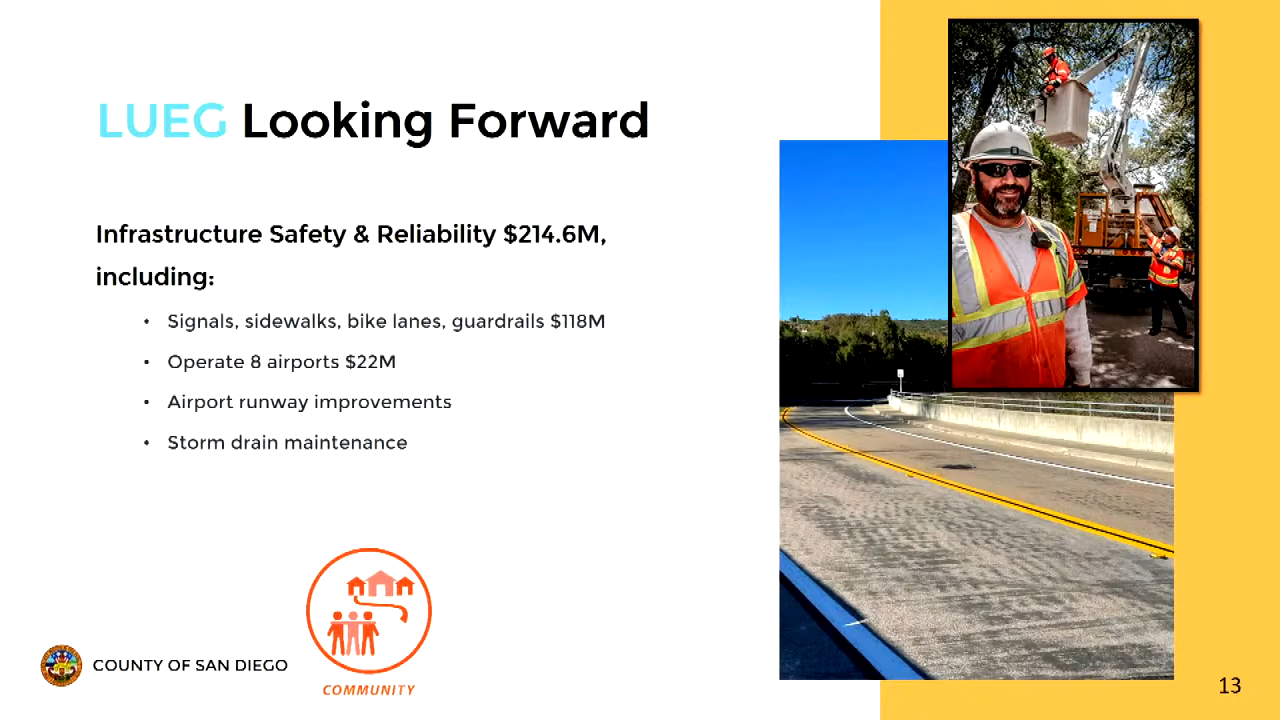 LUEG Looking Forward
Infrastructure Safety & Reliability $214.6M,
including:
• Signals, sidewalks, bike lanes, guardrails $118M
• Operate 8 airports $22M
• Airport runway improvements
• Storm drain maintenance
COUNTY OF SAN DIEGO
COMMUNITY
13